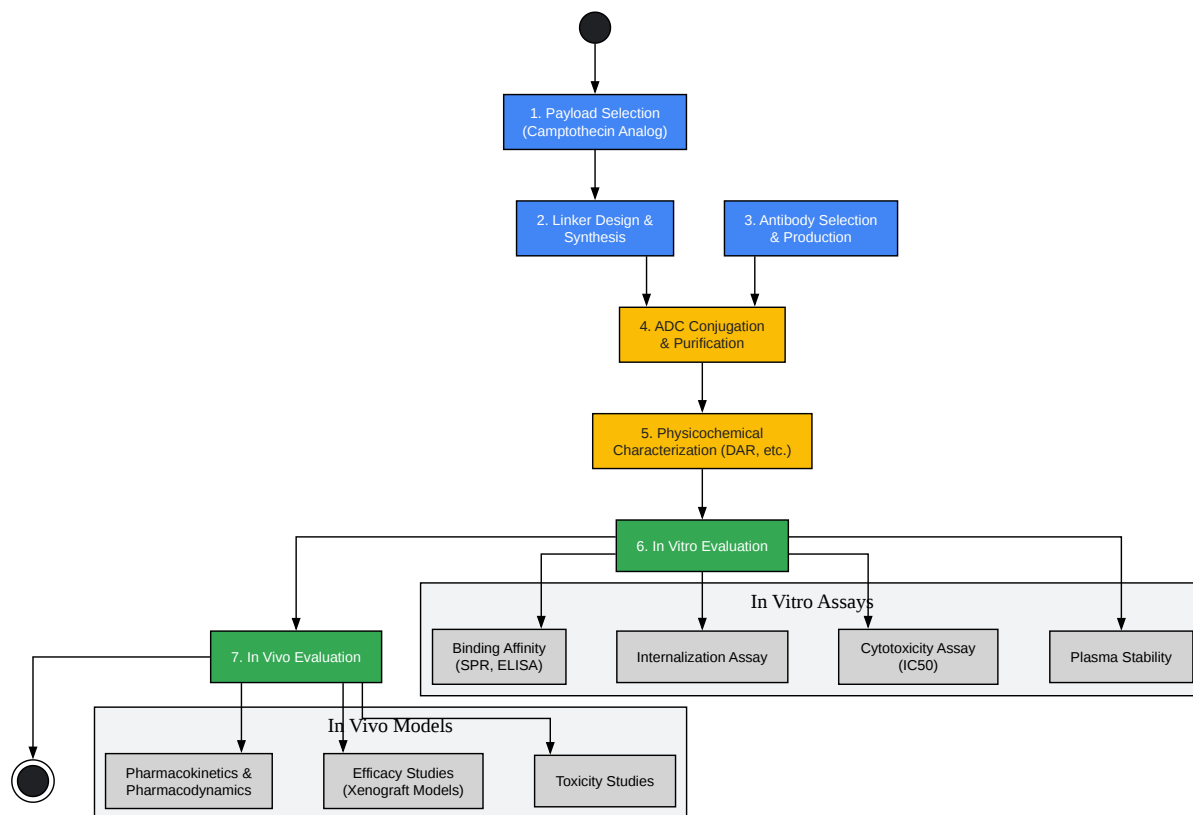 1. Payload Selection
(Camptothecin Analog)
2. Linker Design &
Synthesis
3. Antibody Selection
& Production
4. ADC Conjugation
& Purification
5. Physicochemical
Characterization (DAR, etc.)
6. In Vitro Evaluation
In Vitro Assays
Binding Affinity
(SPR, ELISA)
Internalization Assay
Cytotoxicity Assay
(IC50)
Plasma Stability
7. In Vivo Evaluation
In Vivo Models
Pharmacokinetics &
Pharmacodynamics
Efficacy Studies
(Xenograft Models)
Toxicity Studies